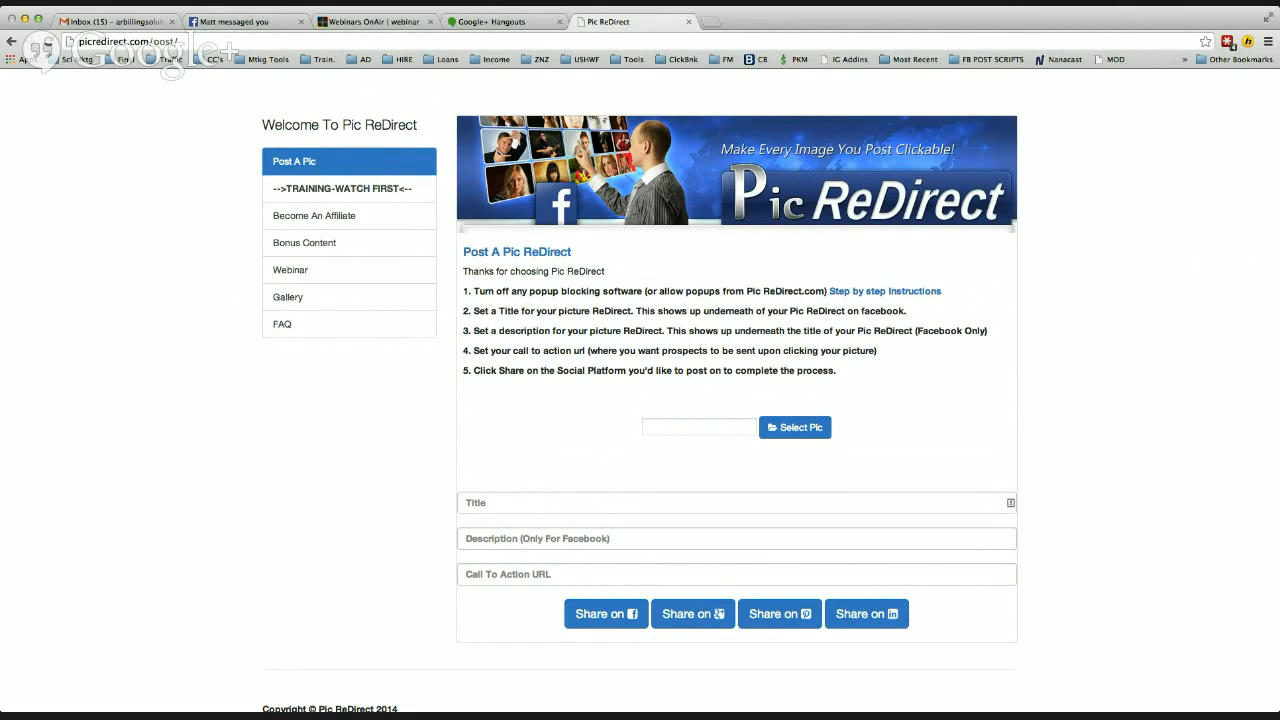 Inbox (15) – arbillingsolut
Matt messaged you
Webinars OnAir | webinar
Google+ Hangouts
Pic ReDirect
picredirect.com/post/
Google+
CC's
Mtkg Tools
Train.
AD
HIRE
Loans
Income
ZNZ
USHWF
Tools
ClckBnk
FM
CB
PKM
IG Addins
Most Recent
FB POST SCRIPTS
Nanacast
MOD
»
Other Bookmarks
Welcome To Pic ReDirect
Post A Pic
-->TRAINING-WATCH FIRST<--
Become An Affiliate
Bonus Content
Webinar
Gallery
FAQ
Make Every Image You Post Clickable!
Pic ReDirect
Post A Pic ReDirect
Thanks for choosing Pic ReDirect
1. Turn off any popup blocking software (or allow popups from Pic ReDirect.com) Step by step Instructions
2. Set a Title for your picture ReDirect. This shows up underneath of your Pic ReDirect on facebook.
3. Set a description for your picture ReDirect. This shows up underneath the title of your Pic ReDirect (Facebook Only)
4. Set your call to action url (where you want prospects to be sent upon clicking your picture)
5. Click Share on the Social Platform you'd like to post on to complete the process.
Select Pic
Title
Description (Only For Facebook)
Call To Action URL
Share on
Share on
Share on
Share on
Copyright © Pic ReDirect 2014